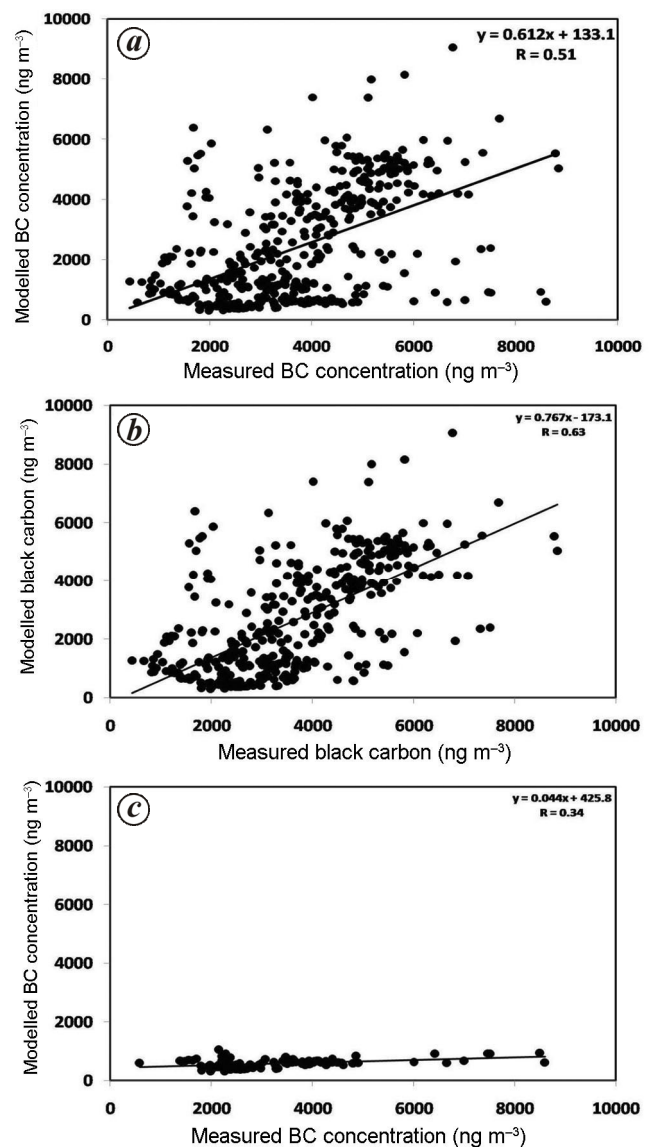 a
y = 0.612x + 133.1
R = 0.51
10000
8000
6000
4000
2000
0
Modelled BC concentration (ng m⁻³)
2000 4000 6000 8000 10000
Measured BC concentration (ng m⁻³)
b
y = 0.767x – 173.1
R = 0.63
10000
8000
6000
4000
2000
0
Modelled black carbon (ng m⁻³)
0 2000 4000 6000 8000 10000
Measured black carbon (ng m⁻³)
c
y = 0.044x + 425.8
R = 0.34
10000
8000
6000
4000
2000
0
Modelled BC concentration (ng m⁻³)
0 2000 4000 6000 8000 10000
Measured BC concentration (ng m⁻³)